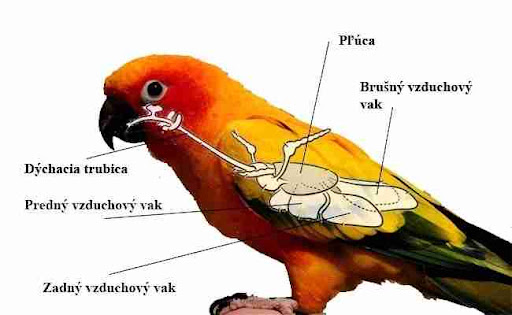 Pľúca
Brušný vzduchový
vak
Dýchacia trubica
Predný vzduchový vak
Zadný vzduchový vak